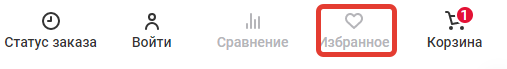 1
Статус заказа
Войти
Сравнение
Избранное
Корзина